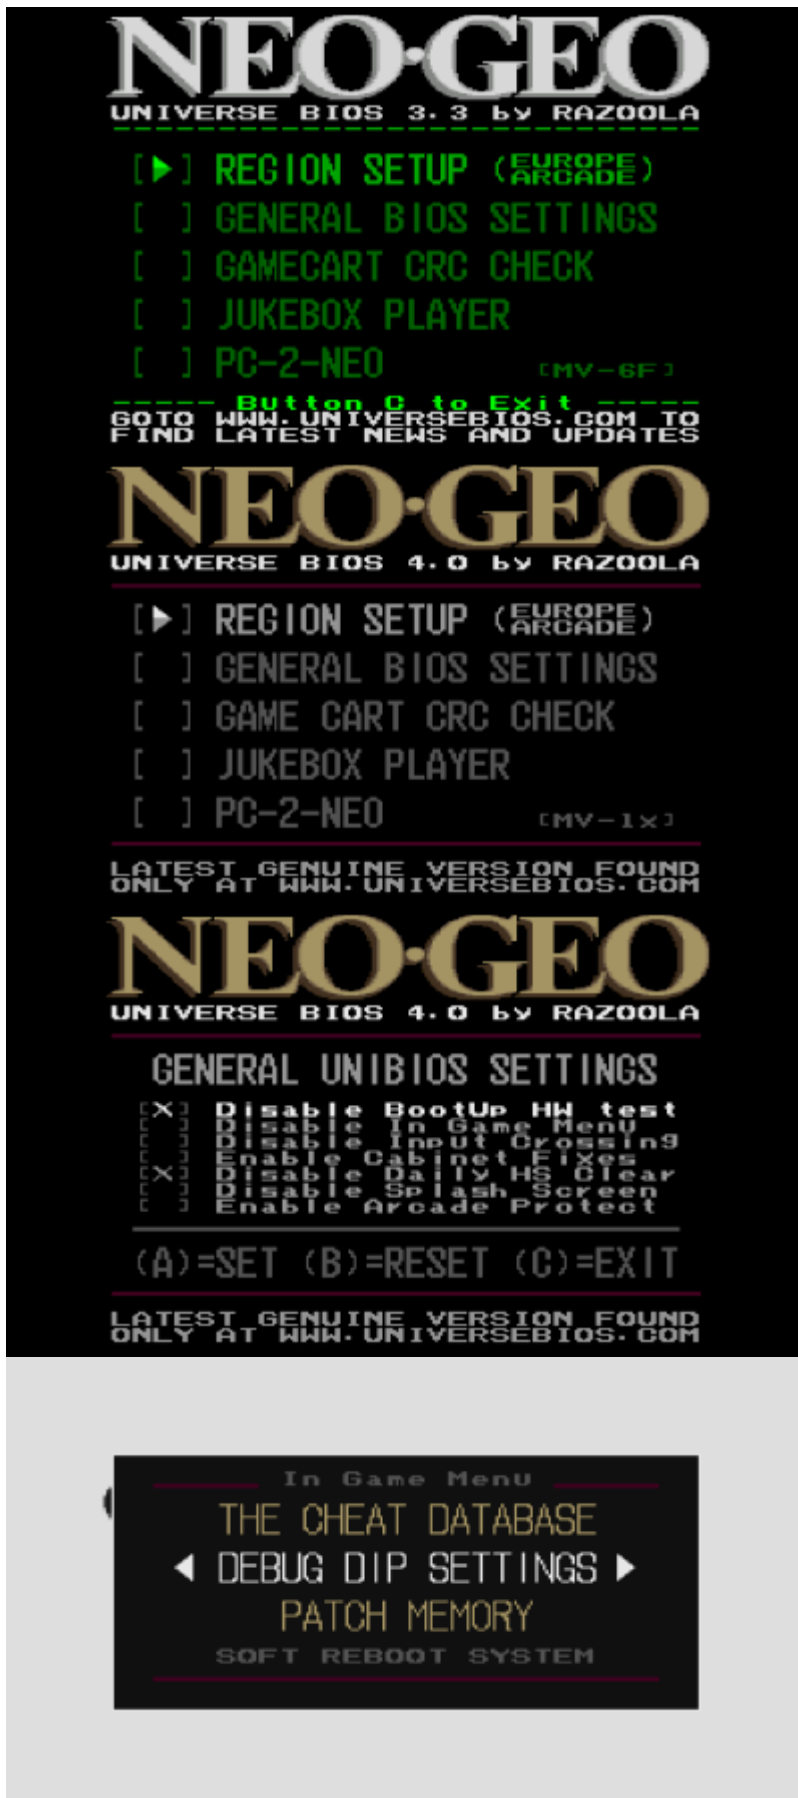 NEO·GEO
UNIVERSE BIOS 3.3 by RAZOOLA
[▶] REGION SETUP (EUROPE ARCADE)
[ ] GENERAL BIOS SETTINGS
[ ] GAMECART CRC CHECK
[ ] JUKEBOX PLAYER
[ ] PC-2-NEO [MV-6F]
----- Button C to Exit -----
GOTO WWW.UNIVERSEBIOS.COM TO
FIND LATEST NEWS AND UPDATES
NEO·GEO
UNIVERSE BIOS 4.0 by RAZOOLA
[▶] REGION SETUP (EUROPE ARCADE)
[ ] GENERAL BIOS SETTINGS
[ ] GAME CART CRC CHECK
[ ] JUKEBOX PLAYER
[ ] PC-2-NEO [MV-1x]
LATEST GENUINE VERSION FOUND
ONLY AT WWW.UNIVERSEBIOS.COM
NEO·GEO
UNIVERSE BIOS 4.0 by RAZOOLA
GENERAL UNIBIOS SETTINGS
[X] Disable BootUp HW test
[ ] Disable In Game Menu
[ ] Disable Input Crossing
[ ] Enable Cabinet Fixes
[X] Disable Daily HS Clear
[ ] Disable Splash Screen
[ ] Enable Arcade Protect
(A)=SET (B)=RESET (C)=EXIT
LATEST GENUINE VERSION FOUND
ONLY AT WWW.UNIVERSEBIOS.COM
In Game Menu
THE CHEAT DATABASE
◀ DEBUG DIP SETTINGS ▶
PATCH MEMORY
SOFT REBOOT SYSTEM